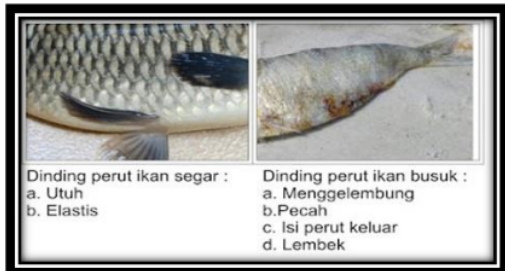 Dinding perut ikan segar :
a. Utuh
b. Elastis
Dinding perut ikan busuk :
a. Menggelembung
b.Pecah
c. Isi perut keluar
d. Lembek